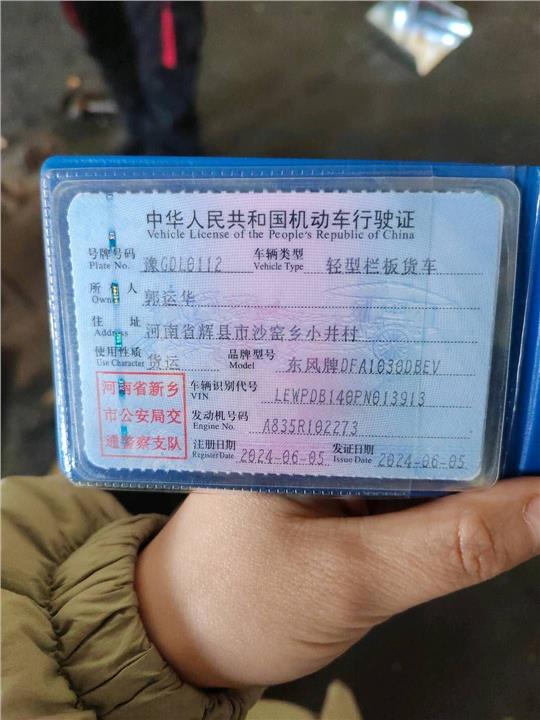 中华人民共和国机动车行驶证
Vehicle License of the People's Republic of China
号牌号码 Plate No. 豫GDL0112 车辆类型 Vehicle Type 轻型栏板货车
所有人 Owner 郭运华
住址 Address 河南省辉县市沙窑乡小井村
使用性质 Use Character 货运 品牌型号 Model 东风牌DFA1030DBEV
河南省新乡
市公安局交
通警察支队
车辆识别代号 VIN LEWPDB140PN013913
发动机号码 Engine No. A835R102273
注册日期 Register Date 2024-06-05 发证日期 Issue Date 2024-06-05